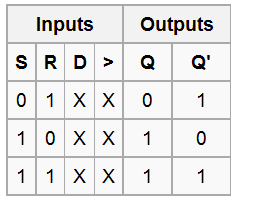 Inputs Outputs
S R D > Q Q'
0 1 X X 0 1
1 0 X X 1 0
1 1 X X 1 1